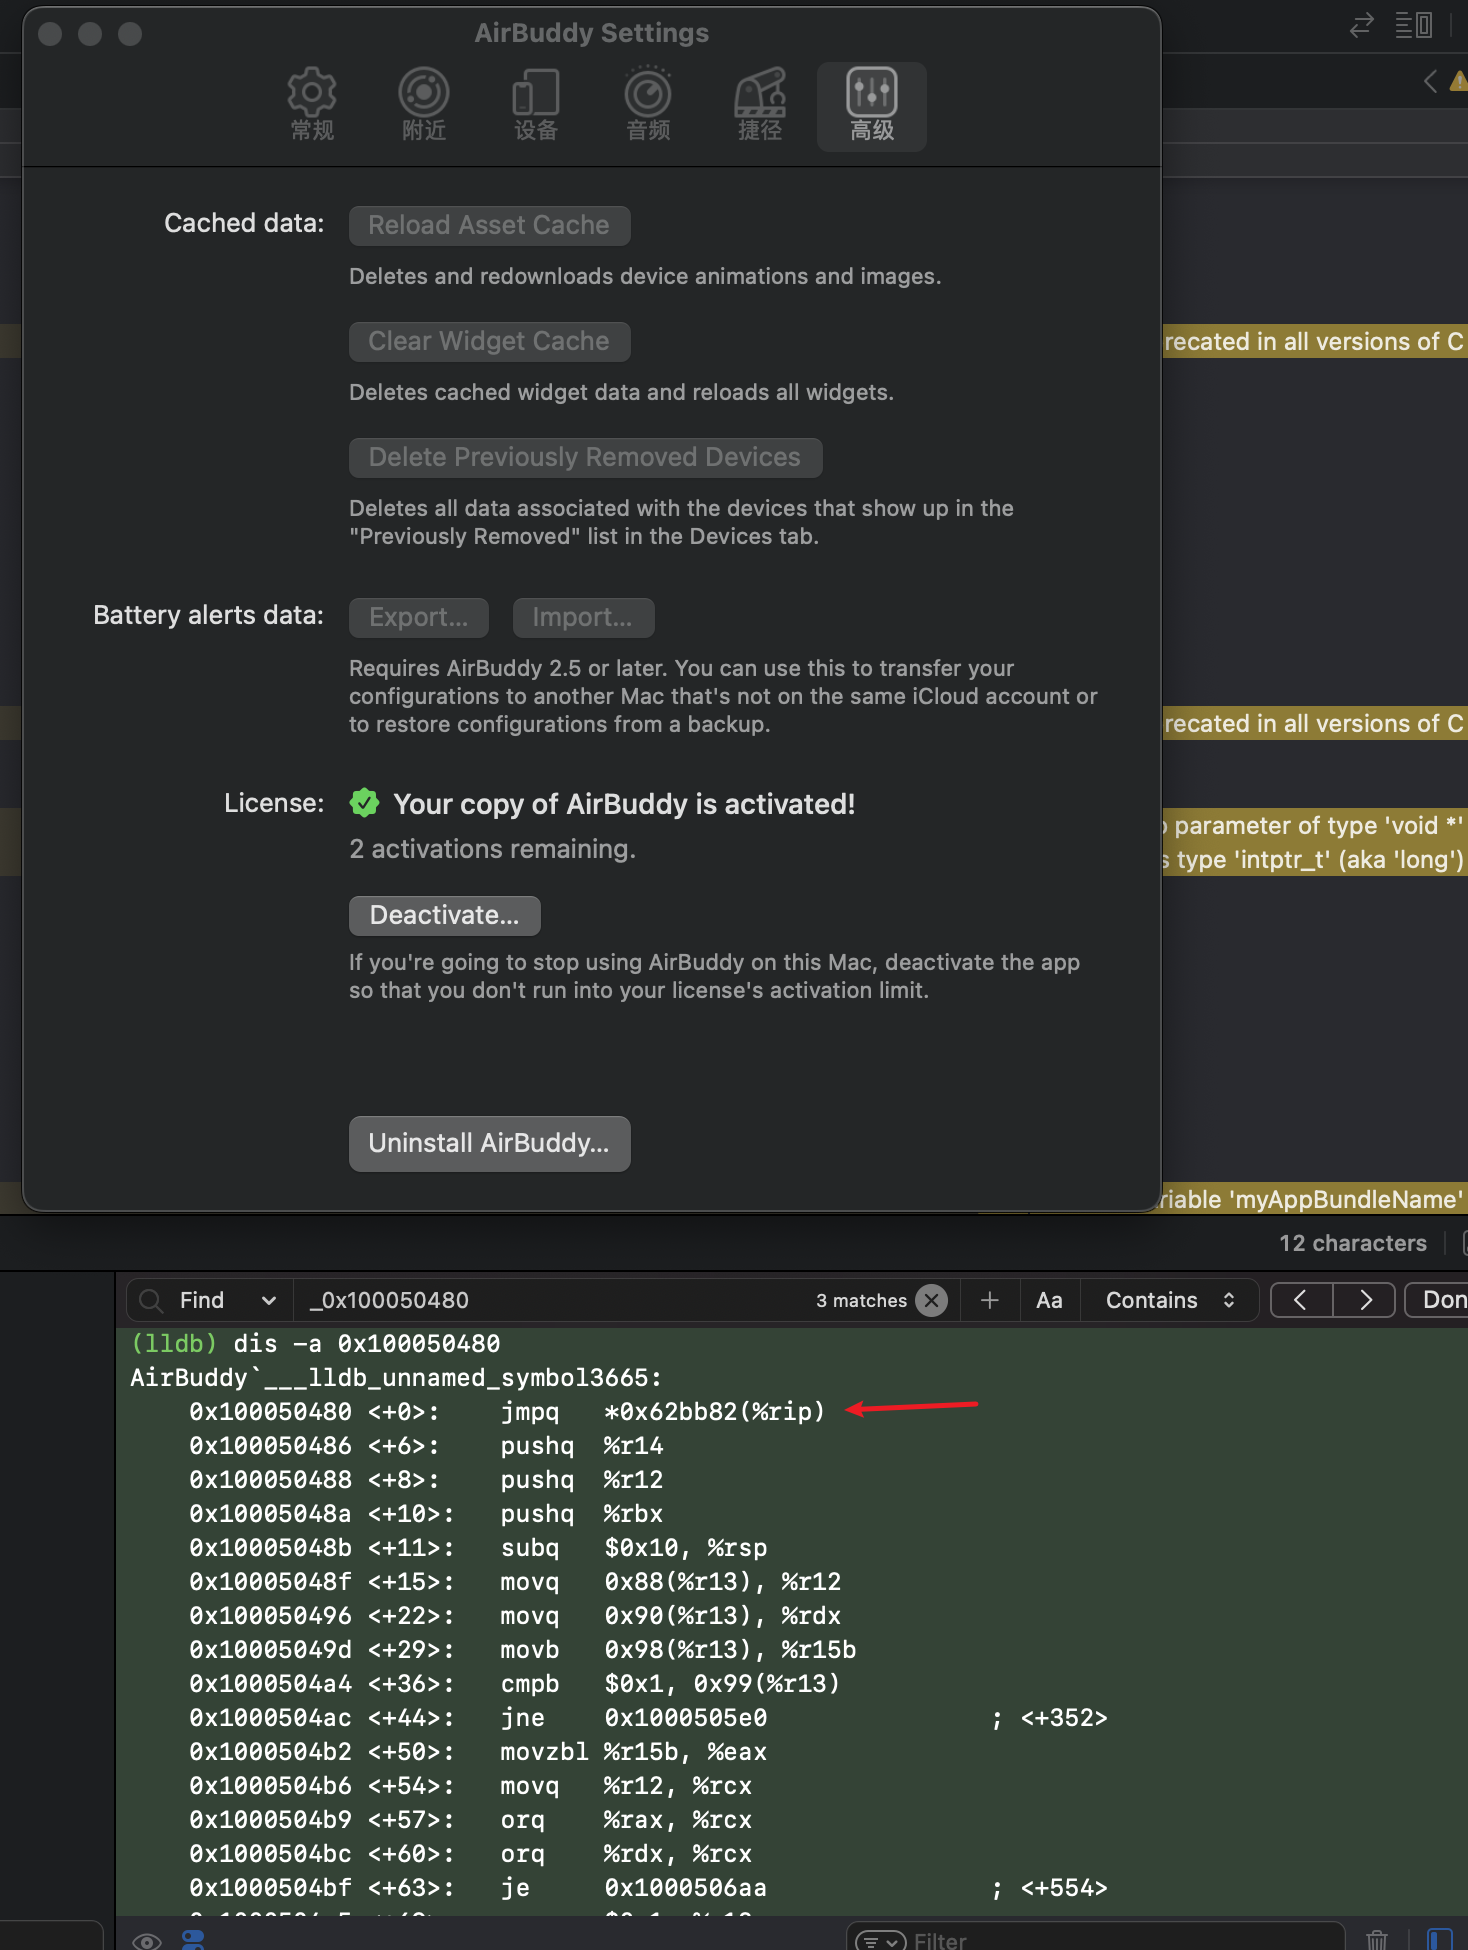 AirBuddy Settings
常规
附近
设备
音频
捷径
高级
Cached data:
Reload Asset Cache
Deletes and redownloads device animations and images.
Clear Widget Cache
recated in all versions of C
Deletes cached widget data and reloads all widgets.
Delete Previously Removed Devices
Deletes all data associated with the devices that show up in the
"Previously Removed" list in the Devices tab.
Battery alerts data:
Export...
Import...
Requires AirBuddy 2.5 or later. You can use this to transfer your
configurations to another Mac that's not on the same iCloud account or
to restore configurations from a backup.
recated in all versions of C
License:
Your copy of AirBuddy is activated!
2 activations remaining.
parameter of type 'void *'
s type 'intptr_t' (aka 'long')
Deactivate...
If you're going to stop using AirBuddy on this Mac, deactivate the app
so that you don't run into your license's activation limit.
Uninstall AirBuddy...
riable 'myAppBundleName'
12 characters
Find
_0x100050480
3 matches
Aa
Contains
Don
(lldb) dis -a 0x100050480
AirBuddy`___lldb_unnamed_symbol3665:
0x100050480 <+0>: jmpq *0x62bb82(%rip)
0x100050486 <+6>: pushq %r14
0x100050488 <+8>: pushq %r12
0x10005048a <+10>: pushq %rbx
0x10005048b <+11>: subq $0x10, %rsp
0x10005048f <+15>: movq 0x88(%r13), %r12
0x100050496 <+22>: movq 0x90(%r13), %rdx
0x10005049d <+29>: movb 0x98(%r13), %r15b
0x1000504a4 <+36>: cmpb $0x1, 0x99(%r13)
0x1000504ac <+44>: jne 0x1000505e0 ; <+352>
0x1000504b2 <+50>: movzbl %r15b, %eax
0x1000504b6 <+54>: movq %r12, %rcx
0x1000504b9 <+57>: orq %rax, %rcx
0x1000504bc <+60>: orq %rdx, %rcx
0x1000504bf <+63>: je 0x1000506aa ; <+554>
Filter